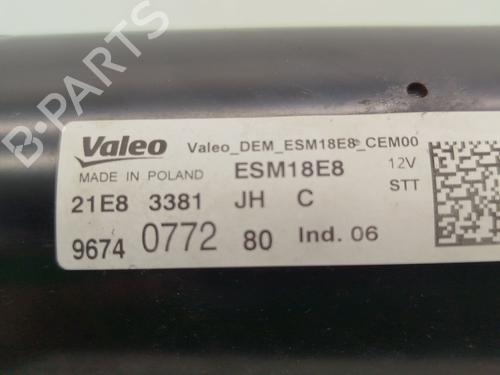 B-PARTS
Valeo Valeo_DEM_ESM18E8_CEM00
MADE IN POLAND ESM18E8 12V
21E8 3381 JH C STT
9674 0772 80 Ind. 06